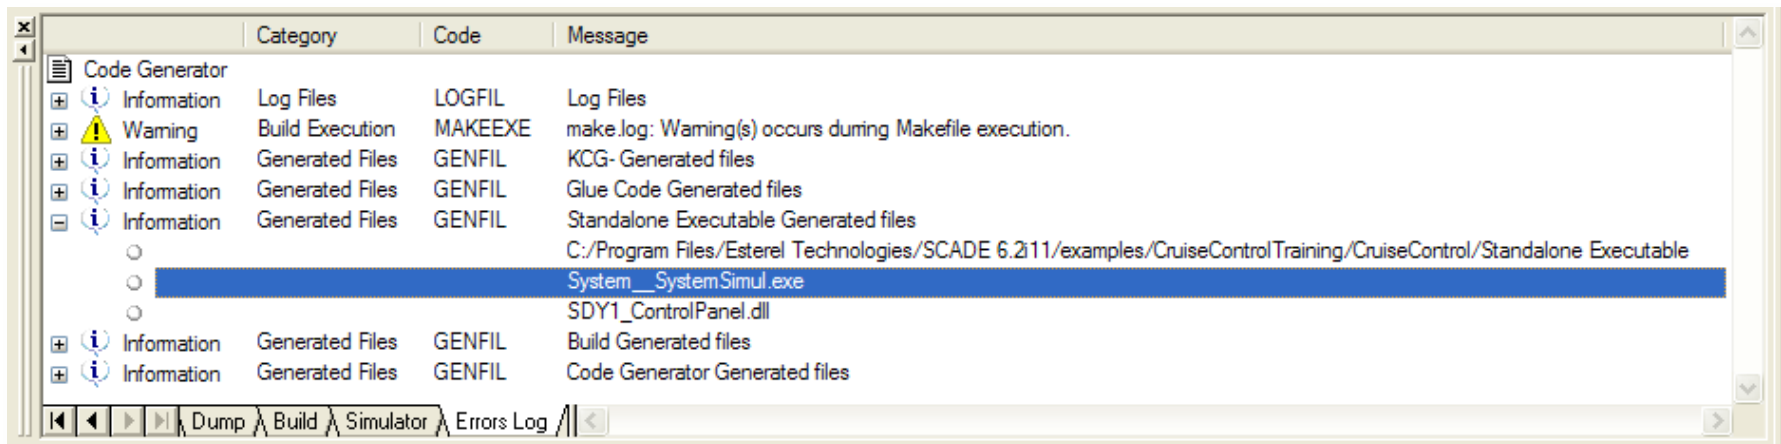 Category Code Message
Code Generator
Information Log Files LOGFIL Log Files
Warning Build Execution MAKEEXE make.log: Warning(s) occurs durring Makefile execution.
Information Generated Files GENFIL KCG- Generated files
Information Generated Files GENFIL Glue Code Generated files
Information Generated Files GENFIL Standalone Executable Generated files
C:/Program Files/Esterel Technologies/SCADE 6.2i11/examples/CruiseControlTraining/CruiseControl/Standalone Executable
System__SystemSimul.exe
SDY1_ControlPanel.dll
Information Generated Files GENFIL Build Generated files
Information Generated Files GENFIL Code Generator Generated files
Dump Build Simulator Errors Log